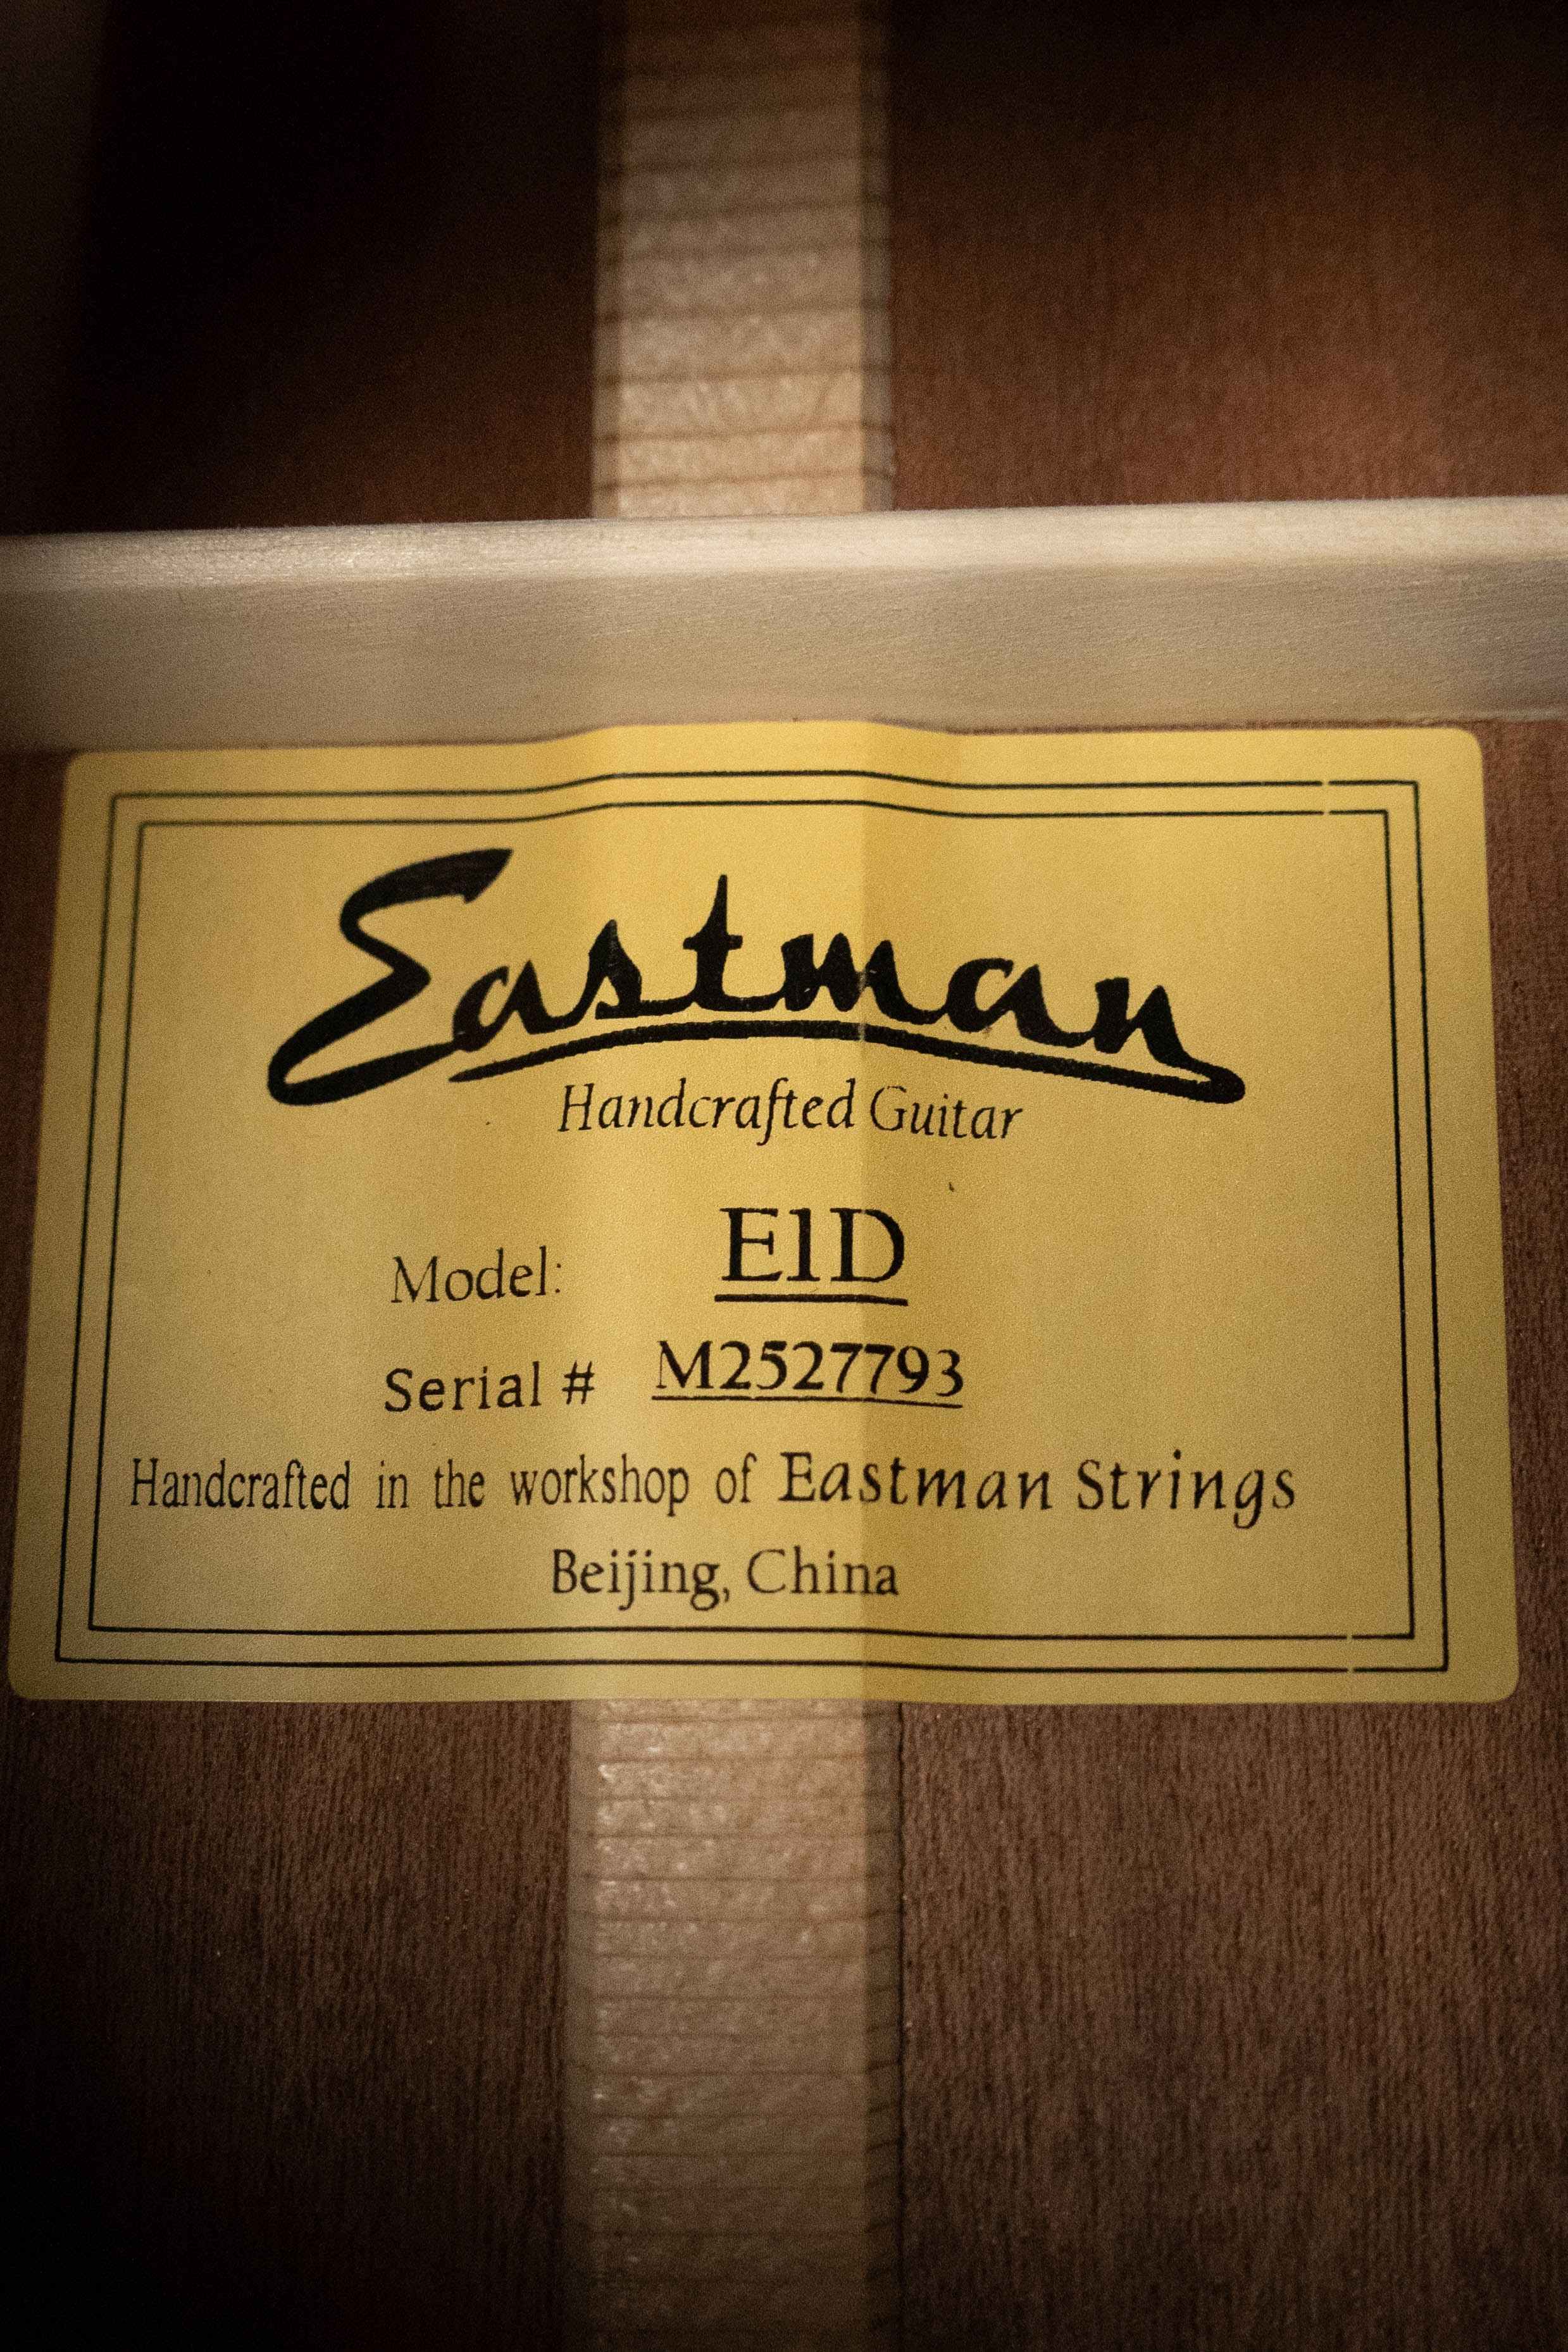 Eastman
Handcrafted Guitar
Model: E1D
Serial # M2527793
Handcrafted in the workshop of Eastman Strings
Beijing, China